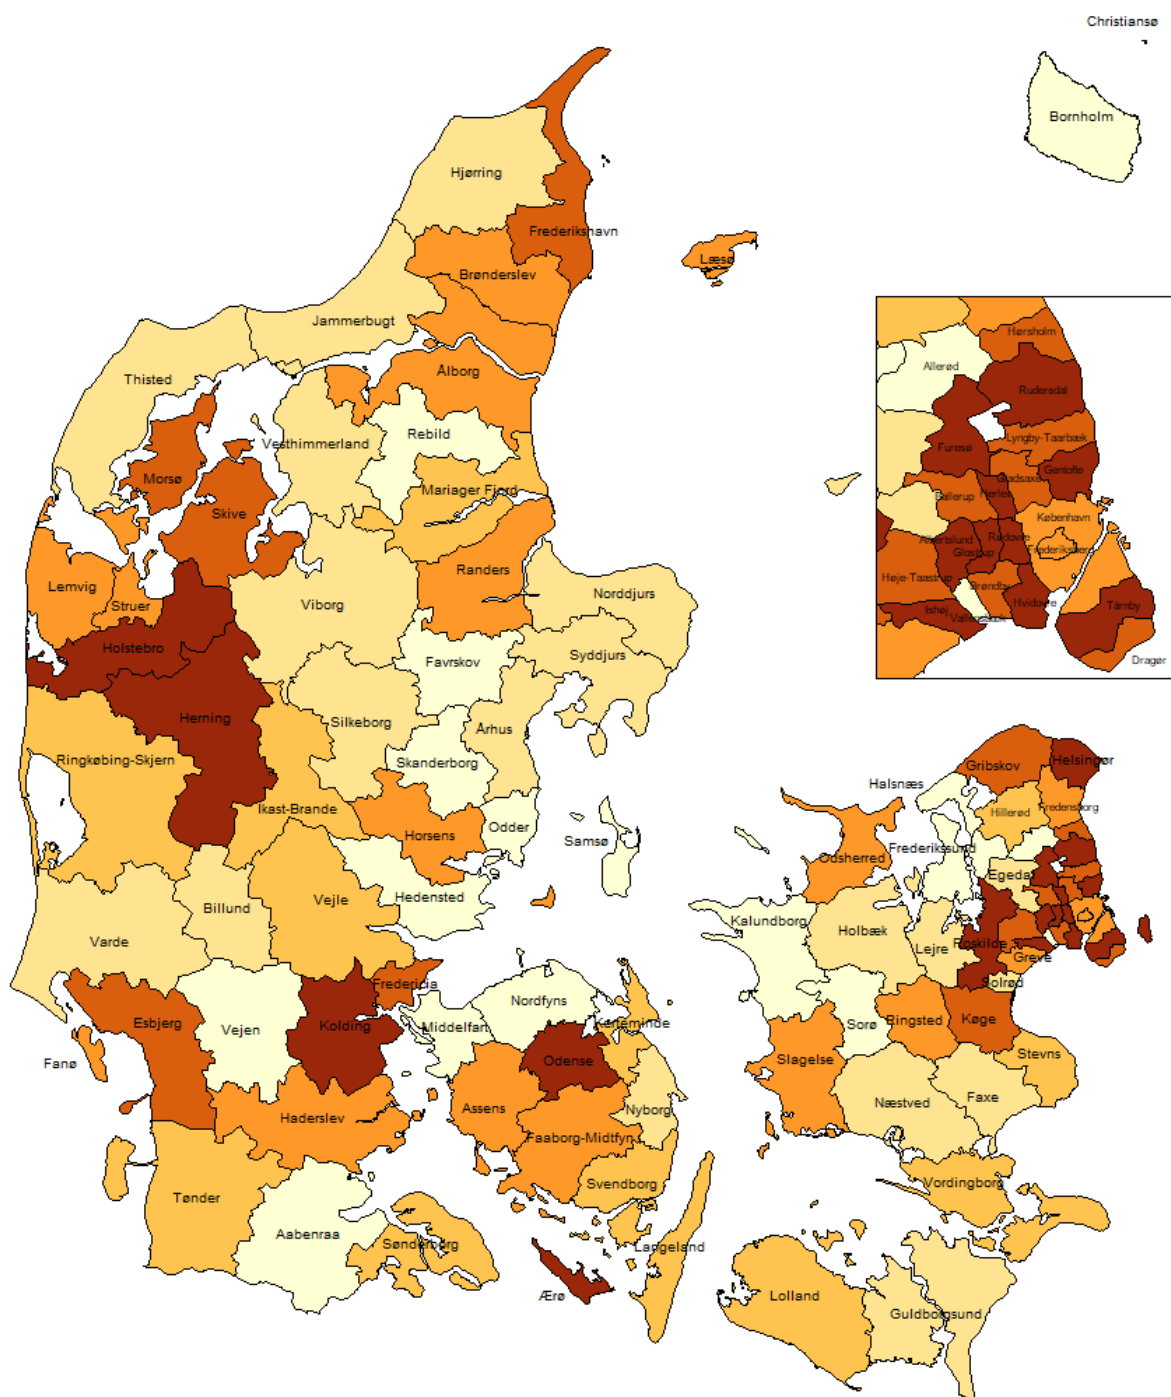 Christiansø
Bornholm
Hjørring
Frederikshavn
Læsø
Brønderslev
Jammerbugt
Hørsholm
Allerød
Ålborg
Thisted
Rudersdal
Rebild
Vesthimmerland
Lyngby-Taarbæk
Furesø
Gentofte
Morsø
Gladsaxe
Mariager Fjord
Ballerup
Herlev
Skive
København
Rødovre
Albertslund
Frederiksberg
Glostrup
Randers
Høje-Taastrup
Lemvig
Brøndby
Norddjurs
Struer
Viborg
Hvidovre
Tårnby
Ishøj
Vallensbæk
Holstebro
Favrskov
Syddjurs
Dragør
Herning
Silkeborg
Århus
Ringkøbing-Skjern
Skanderborg
Helsingør
Gribskov
Halsnæs
Ikast-Brande
Fredensborg
Hillerød
Horsens
Odder
Samsø
Frederikssund
Odsherred
Egedal
Hedensted
Vejle
Billund
Kalundborg
Holbæk
Varde
Lejre
Roskilde
Greve
Fredericia
Solrød
Nordfyns
Esbjerg
Vejen
Kolding
Middelfart
Kerteminde
Sorø
Ringsted
Køge
Stevns
Fanø
Odense
Slagelse
Assens
Nyborg
Næstved
Faxe
Haderslev
Faaborg-Midtfyn
Svendborg
Vordingborg
Tønder
Aabenraa
Sønderborg
Langeland
Ærø
Lolland
Guldborgsund